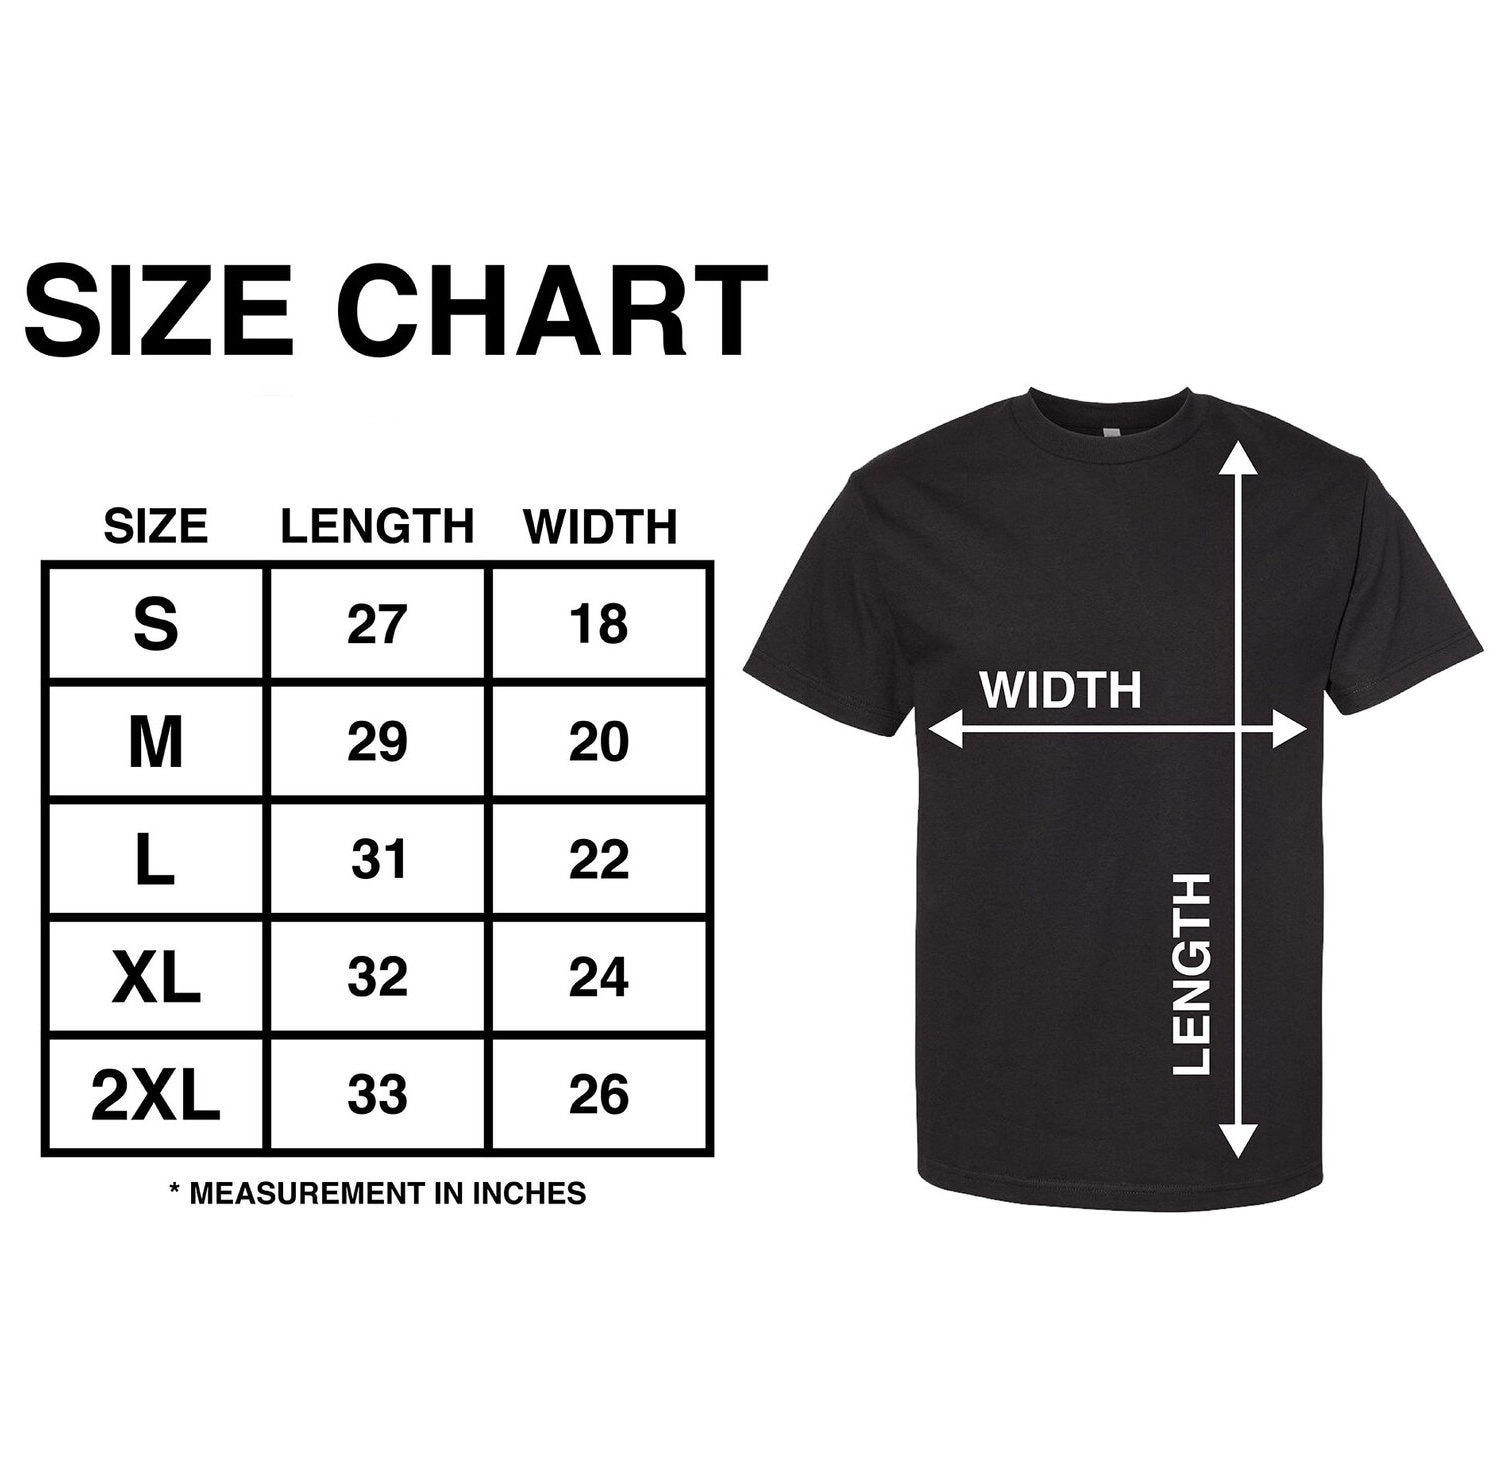 SIZE CHART
SIZE LENGTH WIDTH
S 27 18
M 29 20
L 31 22
XL 32 24
2XL 33 26
* MEASUREMENT IN INCHES
WIDTH
LENGTH